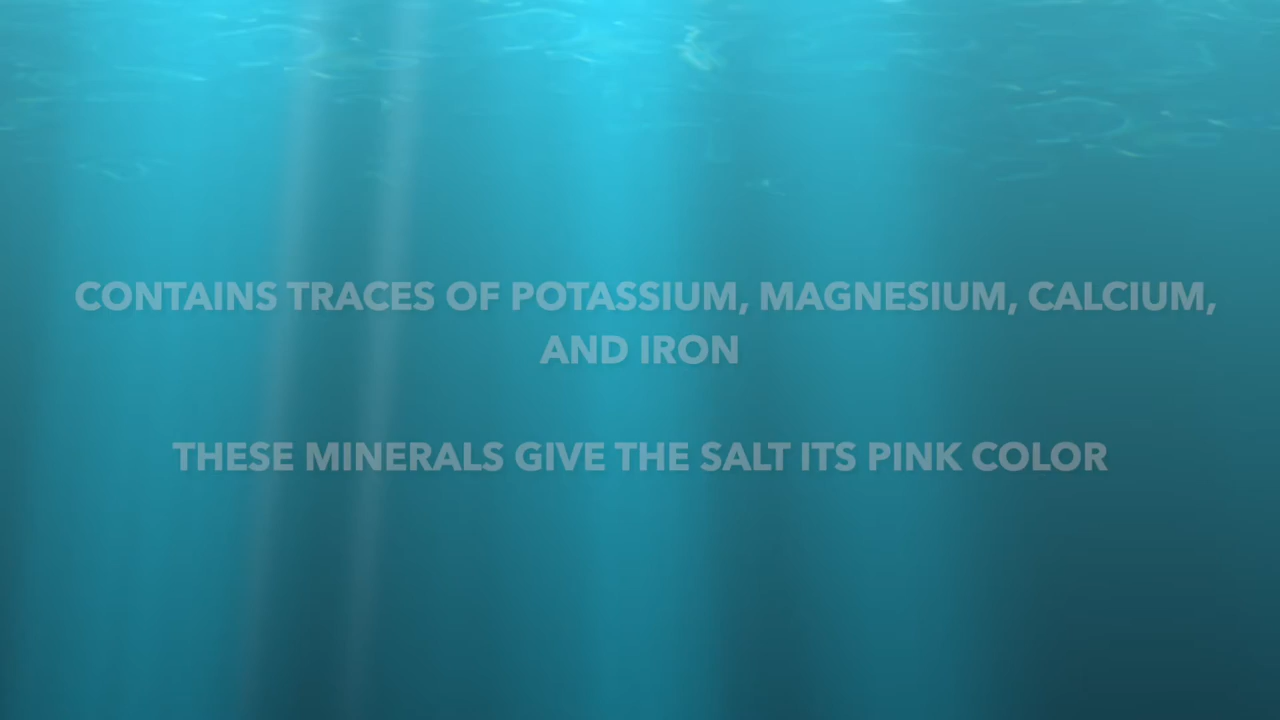 CONTAINS TRACES OF POTASSIUM, MAGNESIUM, CALCIUM,
AND IRON
THESE MINERALS GIVE THE SALT ITS PINK COLOR